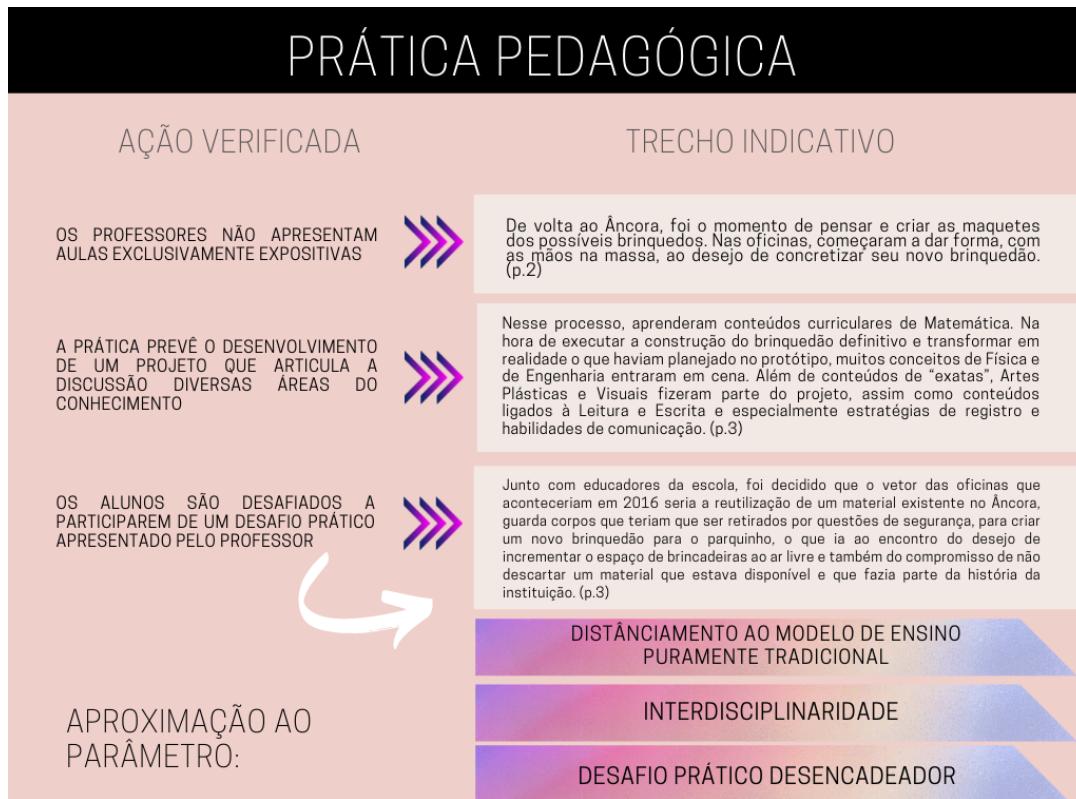 PRÁTICA PEDAGÓGICA
AÇÃO VERIFICADA
TRECHO INDICATIVO
OS PROFESSORES NÃO APRESENTAM
AULAS EXCLUSIVAMENTE EXPOSITIVAS
De volta ao Âncora, foi o momento de pensar e criar as maquetes
dos possíveis brinquedos. Nas oficinas, começaram a dar forma, com
as mãos na massa, ao desejo de concretizar seu novo brinquedão.
(p.2)
A PRÁTICA PREVÊ O DESENVOLVIMENTO
DE UM PROJETO QUE ARTICULA A
DISCUSSÃO DIVERSAS ÁREAS DO
CONHECIMENTO
Nesse processo, aprenderam conteúdos curriculares de Matemática. Na
hora de executar a construção do brinquedão definitivo e transformar em
realidade o que haviam planejado no protótipo, muitos conceitos de Física e
de Engenharia entraram em cena. Além de conteúdos de “exatas”, Artes
Plásticas e Visuais fizeram parte do projeto, assim como conteúdos
ligados à Leitura e Escrita e especialmente estratégias de registro e
habilidades de comunicação. (p.3)
OS ALUNOS SÃO DESAFIADOS A
PARTICIPAREM DE UM DESAFIO PRÁTICO
APRESENTADO PELO PROFESSOR
Junto com educadores da escola, foi decidido que o vetor das oficinas que
aconteceriam em 2016 seria a reutilização de um material existente no Âncora,
guarda corpos que teriam que ser retirados por questões de segurança, para criar
um novo brinquedão para o parquinho, o que ia ao encontro do desejo de
incrementar o espaço de brincadeiras ao ar livre e também do compromisso de não
descartar um material que estava disponível e que fazia parte da história da
instituição. (p.3)
APROXIMAÇÃO AO
PARÂMETRO:
DISTÂNCIAMENTO AO MODELO DE ENSINO
PURAMENTE TRADICIONAL
INTERDISCIPLINARIDADE
DESAFIO PRÁTICO DESENCADEADOR